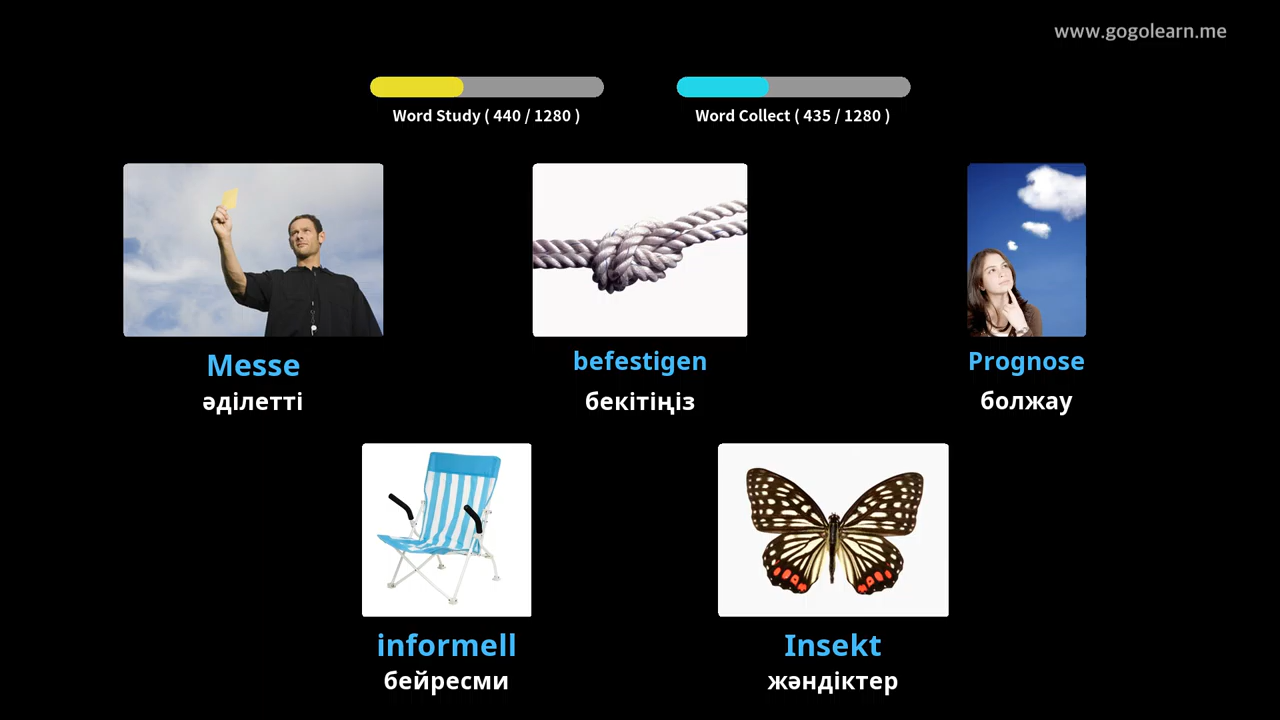 www.gogolearn.me
Word Study ( 440 / 1280 )
Word Collect ( 435 / 1280 )
Messe
әділетті
befestigen
бекітіңіз
Prognose
болжау
informell
бейресми
Insekt
жәндіктер